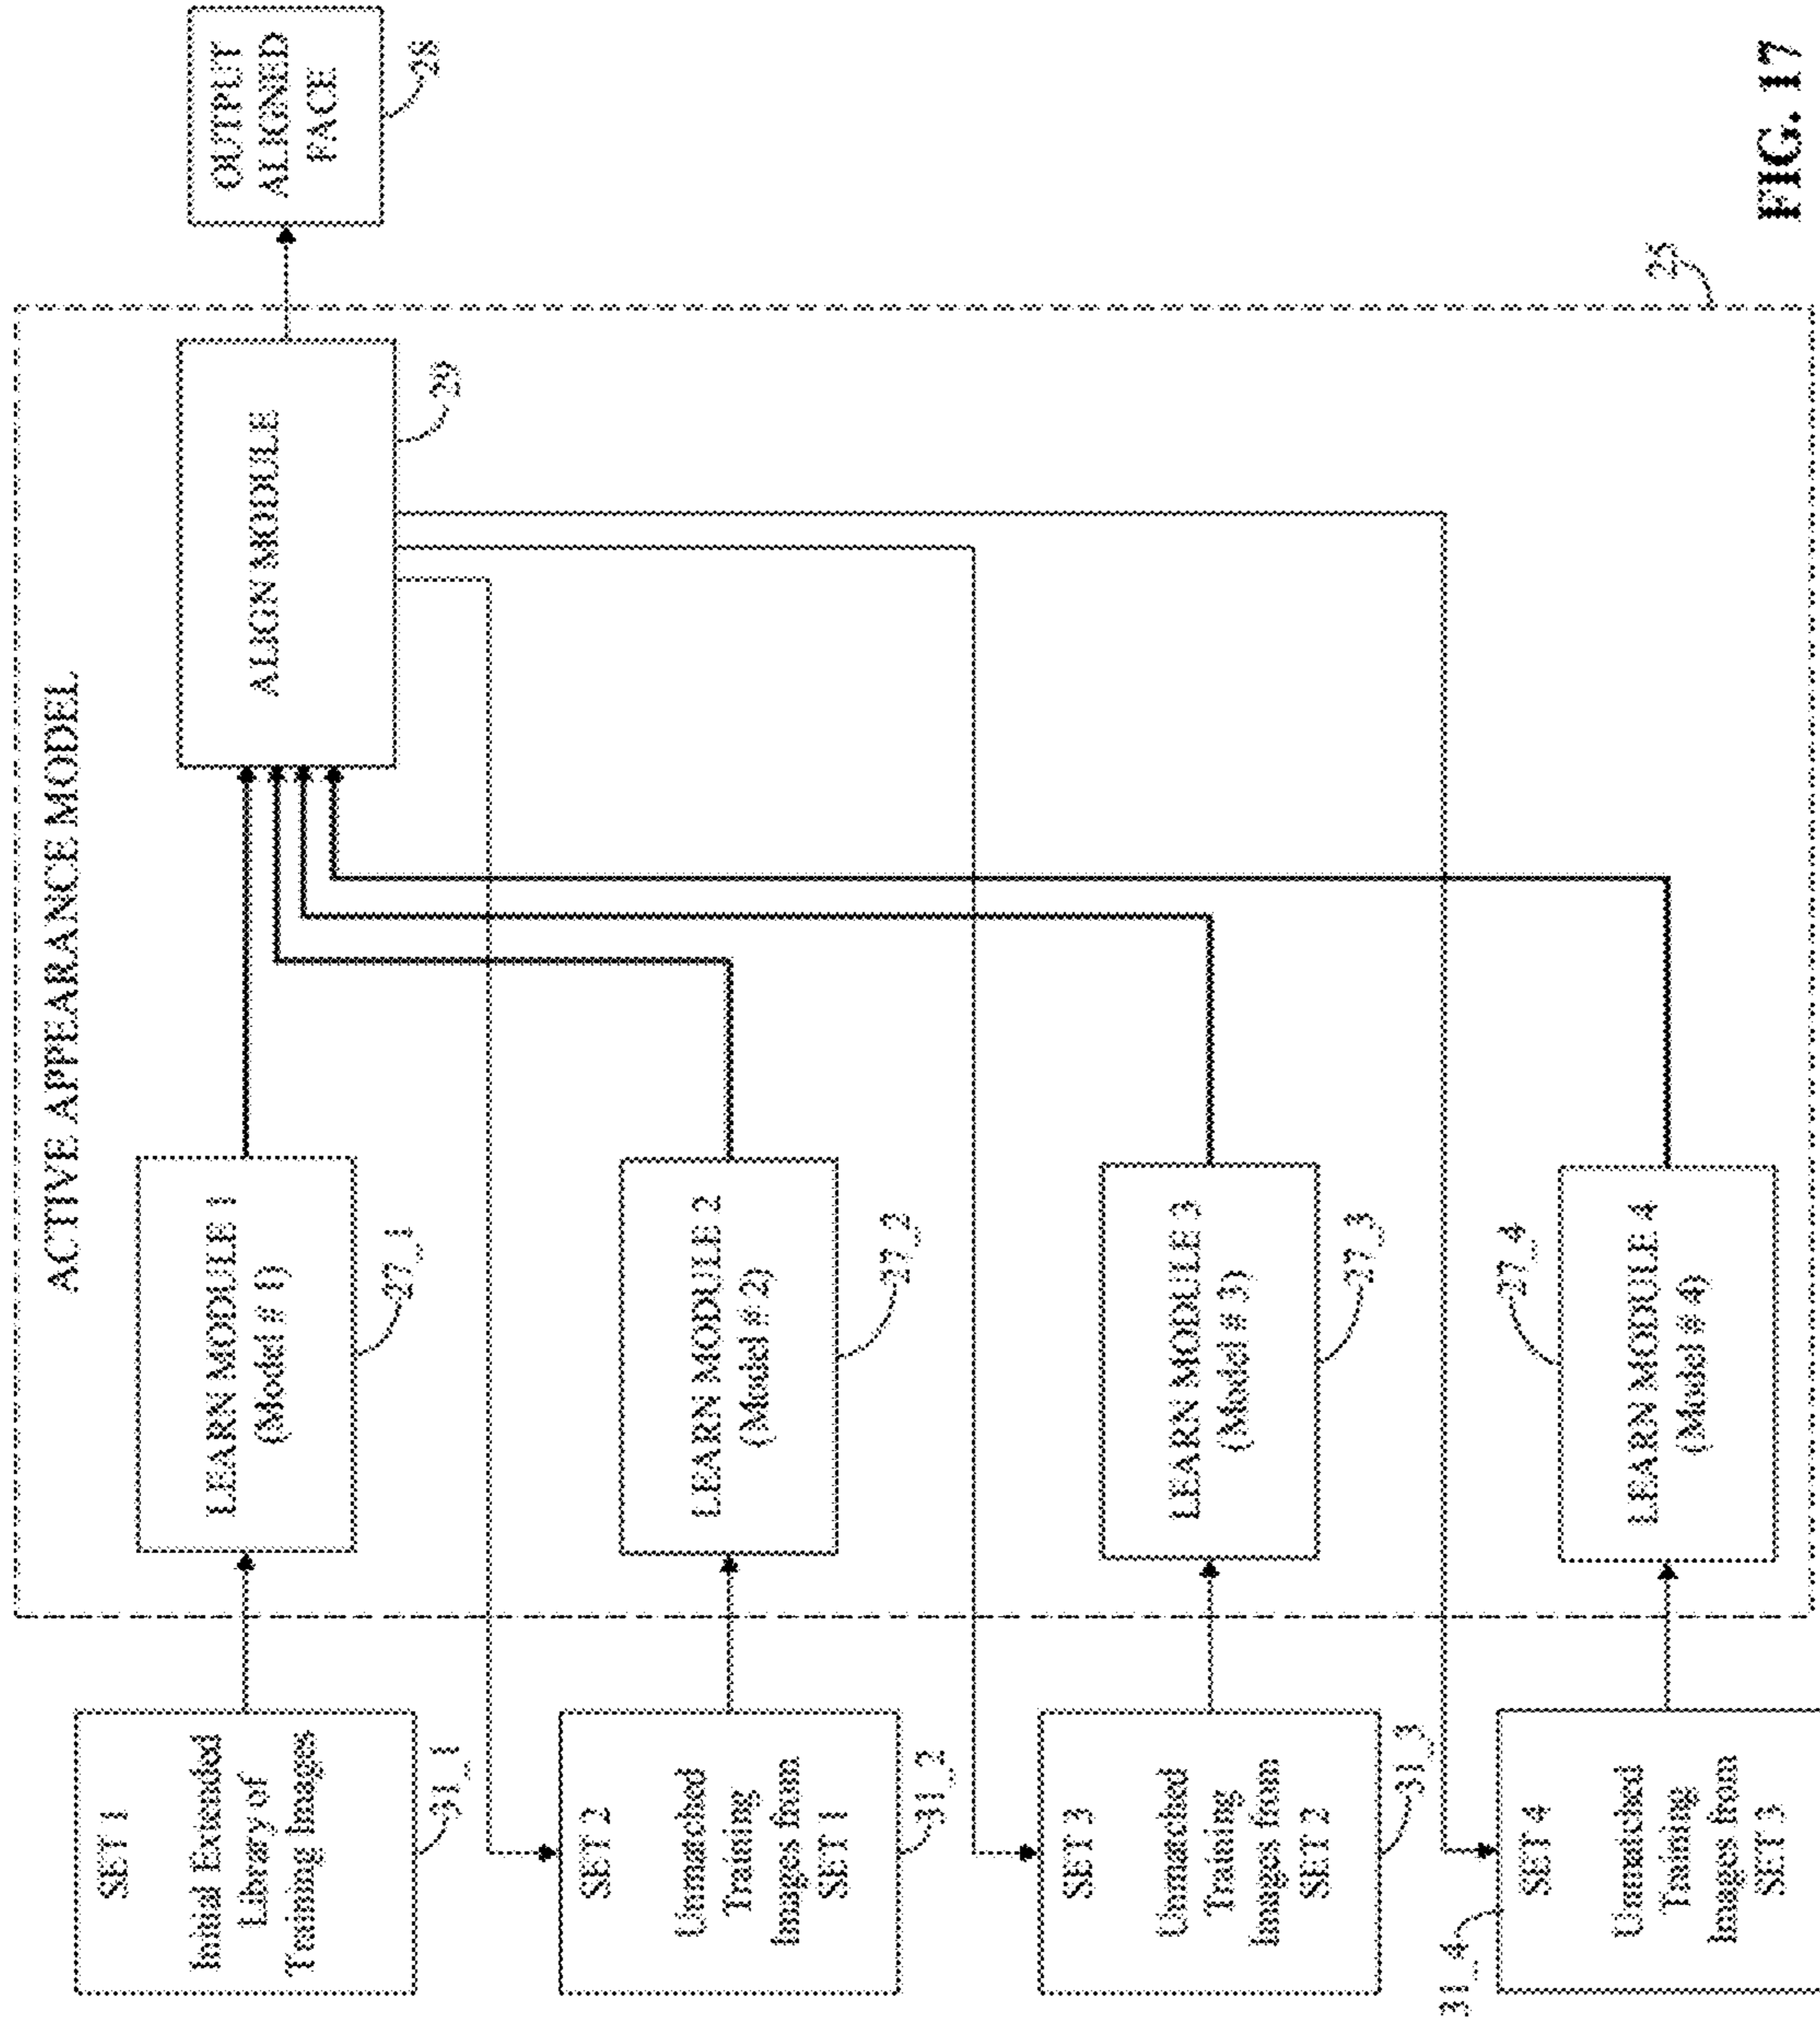 ACTIVE APPEARANCE MODEL
SET 1
Initial Extended
Library of
Training Images
31_1
LEARN MODULE 1
(Model # 1)
27_1
ALIGN MODULE
29
OUTPUT
ALIGNED
FACE
28
SET 2
Unmatched
Training
Images from
SET 1
31_2
LEARN MODULE 2
(Model # 2)
27_2
SET 3
Unmatched
Training
Images from
SET 2
31_3
LEARN MODULE 3
(Model # 3)
27_3
31_4
SET 4
Unmatched
Training
Images from
SET 3
27_4
LEARN MODULE 4
(Model # 4)
25
FIG. 17